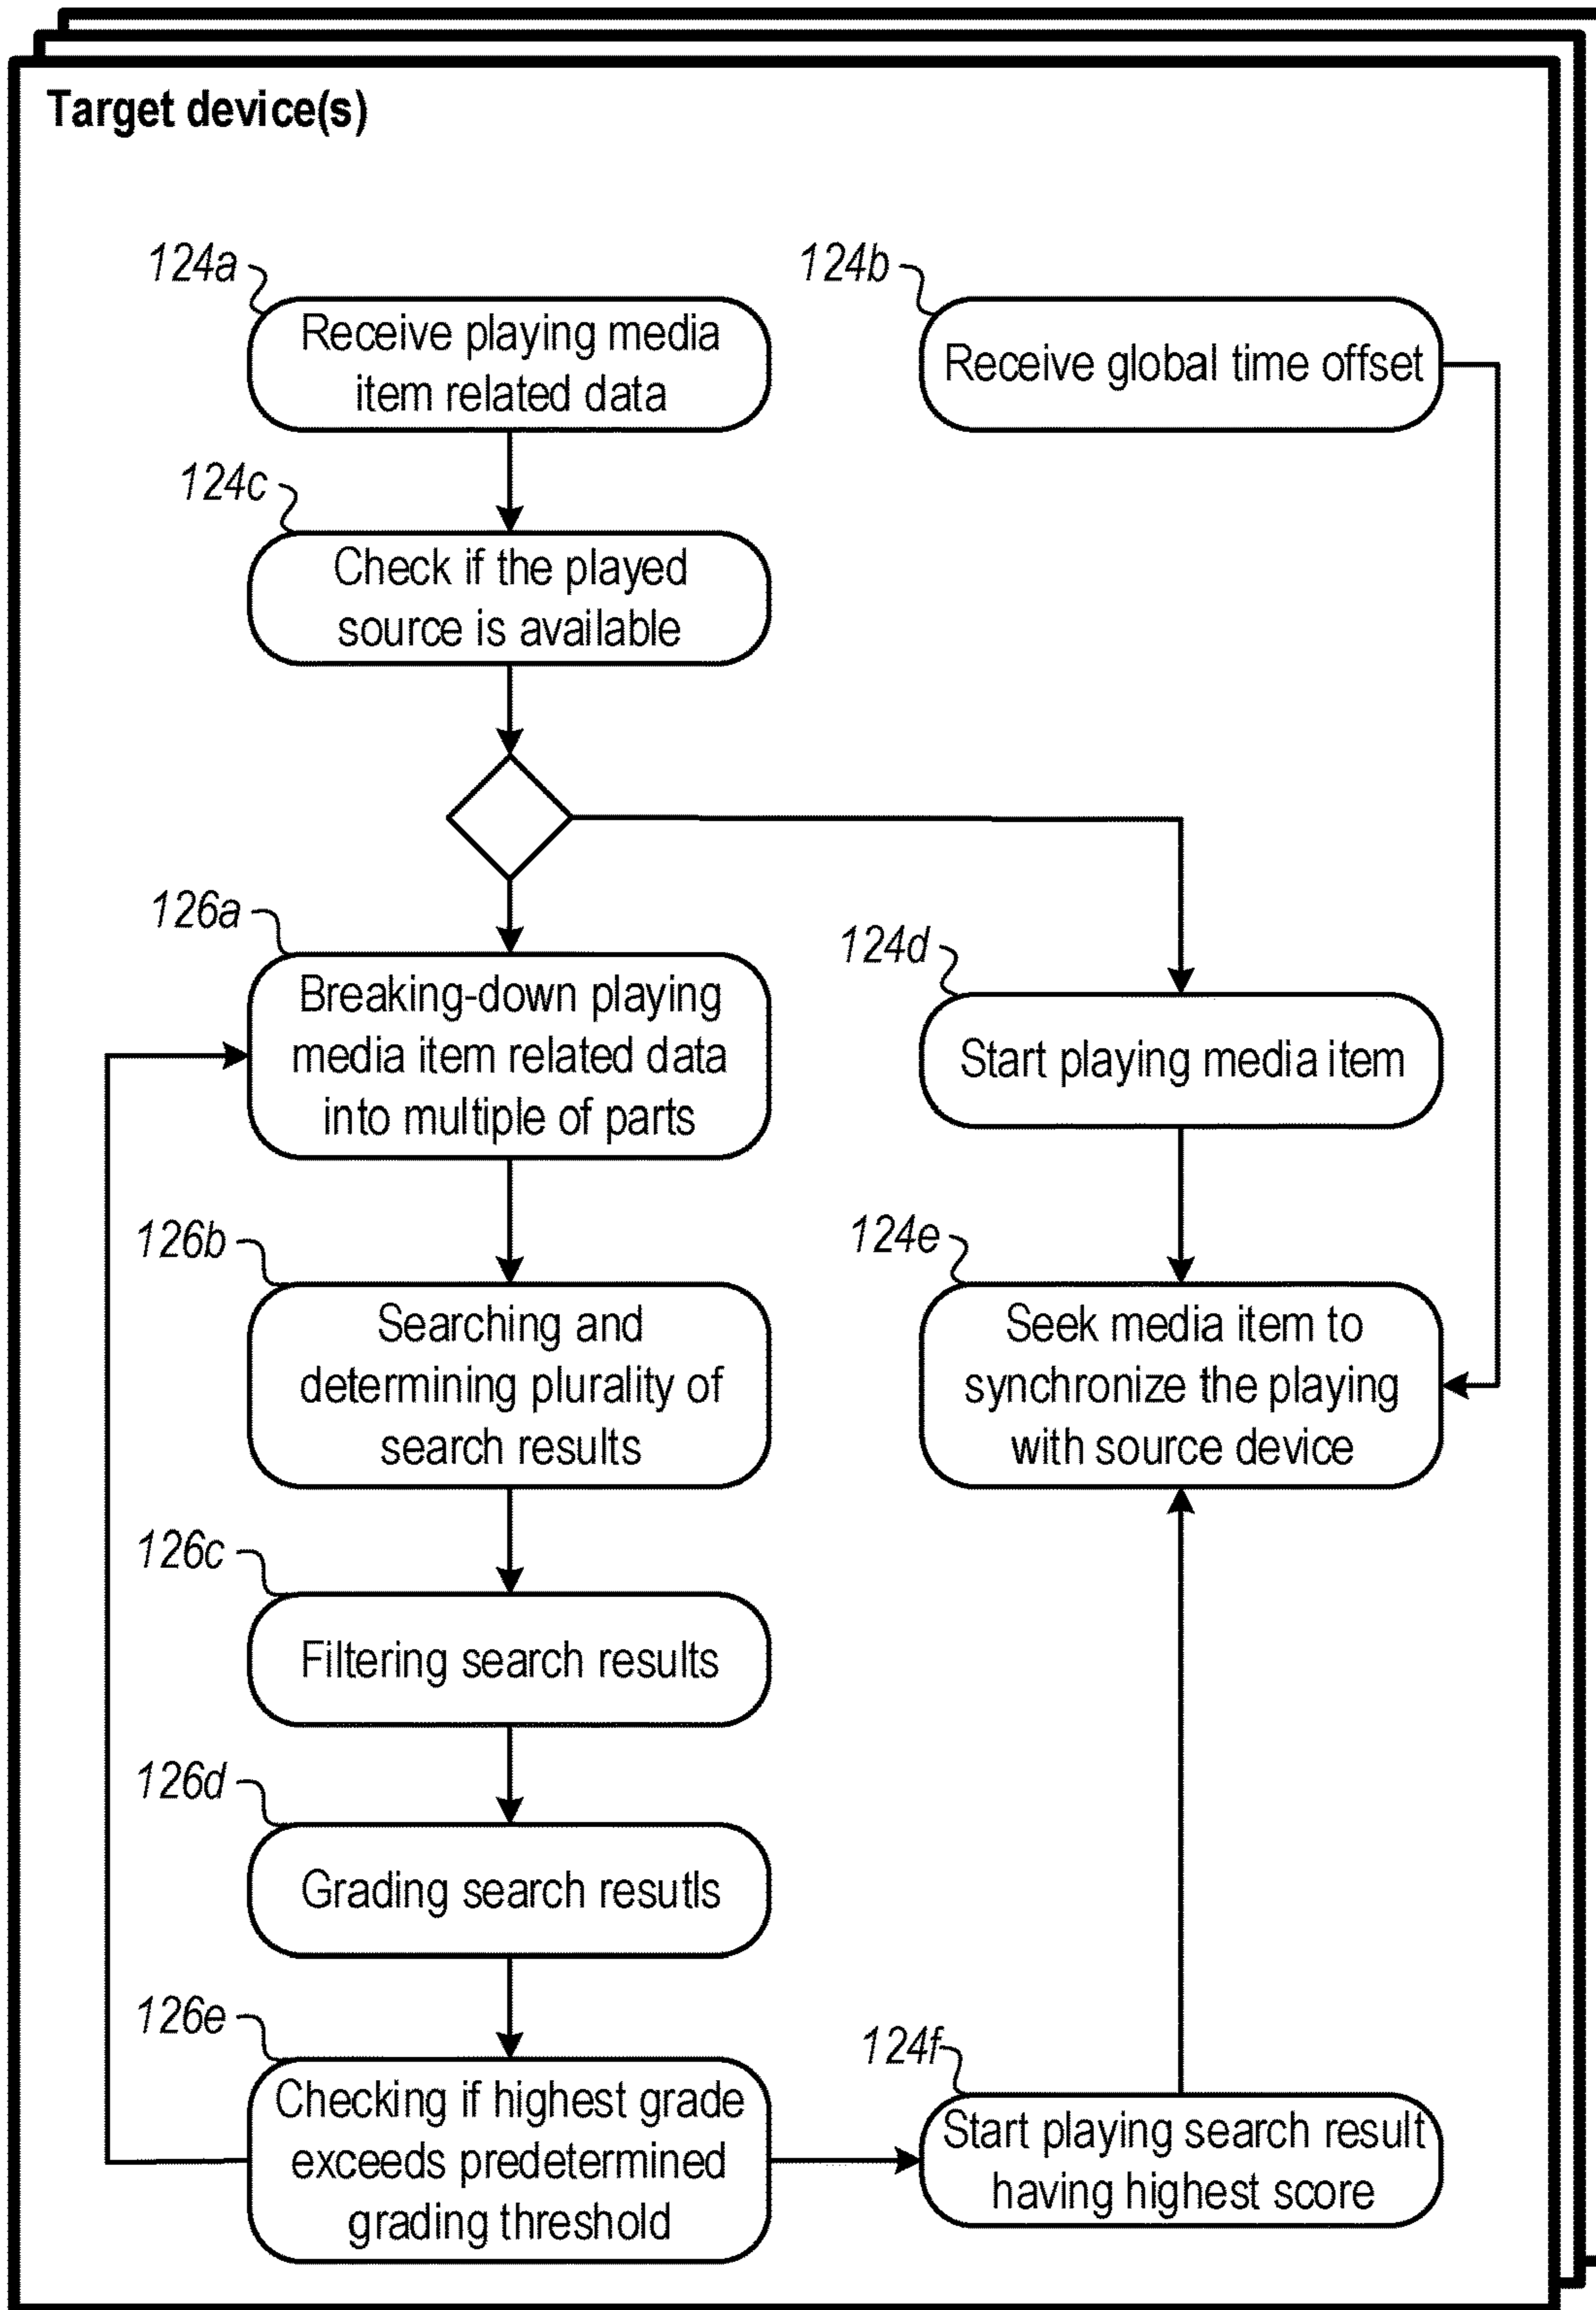 Target device(s)
124a
124b
Receive playing media
item related data
Receive global time offset
124c
Check if the played
source is available
126a
124d
Breaking-down playing
media item related data
into multiple of parts
Start playing media item
126b
124e
Searching and
determining plurality of
search results
Seek media item to
synchronize the playing
with source device
126c
Filtering search results
126d
Grading search resutls
126e
124f
Checking if highest grade
exceeds predetermined
grading threshold
Start playing search result
having highest score